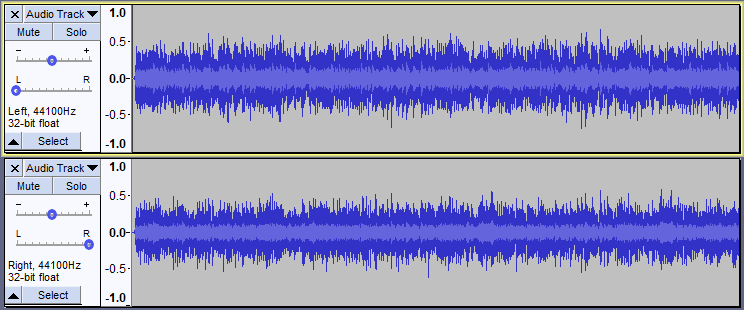 × Audio Track ▼
Mute Solo
- +
L R
Left, 44100Hz
32-bit float
▲ Select
1.0
0.5
0.0-
-0.5
-1.0
× Audio Track ▼
Mute Solo
- +
L R
Right, 44100Hz
32-bit float
▲ Select
1.0
0.5
0.0-
-0.5
-1.0